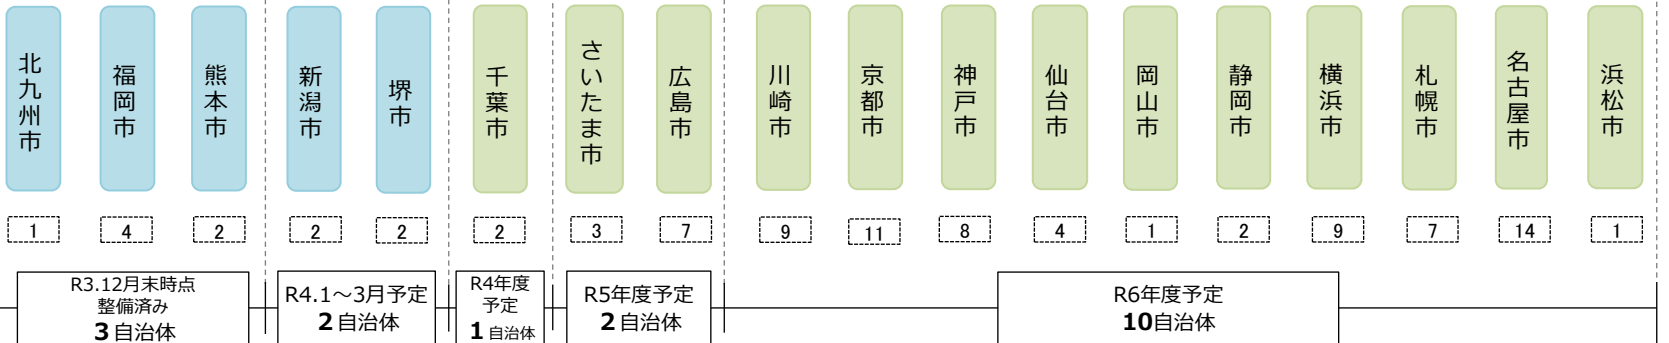 北九州市
福岡市
熊本市
新潟市
堺市
千葉市
さいたま市
広島市
川崎市
京都市
神戸市
仙台市
岡山市
静岡市
横浜市
札幌市
名古屋市
浜松市
1
4
2
2
2
2
3
7
9
11
8
4
1
2
9
7
14
1
R3.12月末時点
整備済み
3自治体
R4.1～3月予定
2自治体
R4年度
予定
1自治体
R5年度予定
2自治体
R6年度予定
10自治体